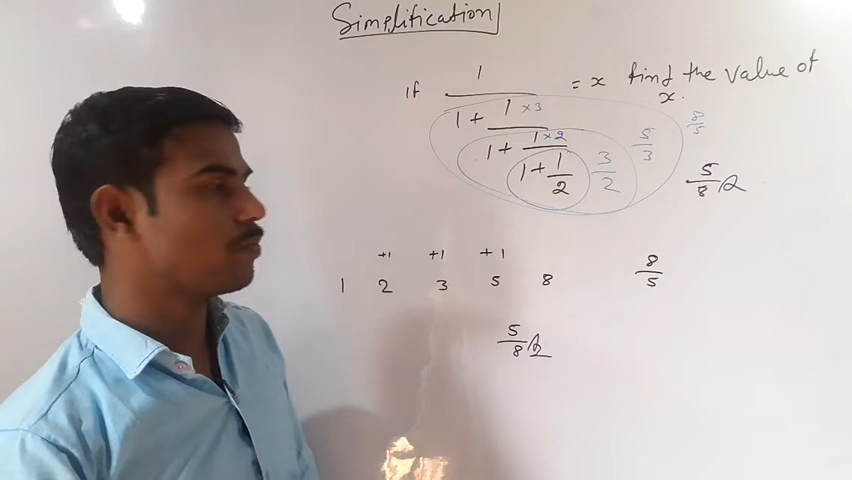 Simplification
1
If = x find the value of
x.
1 + 1 × 3
8/5
1 + 1 × 2
5/3
1 + 1/2 3/2
5/8
+1 +1 +1
1 2 3 5 8
8/5
5/8